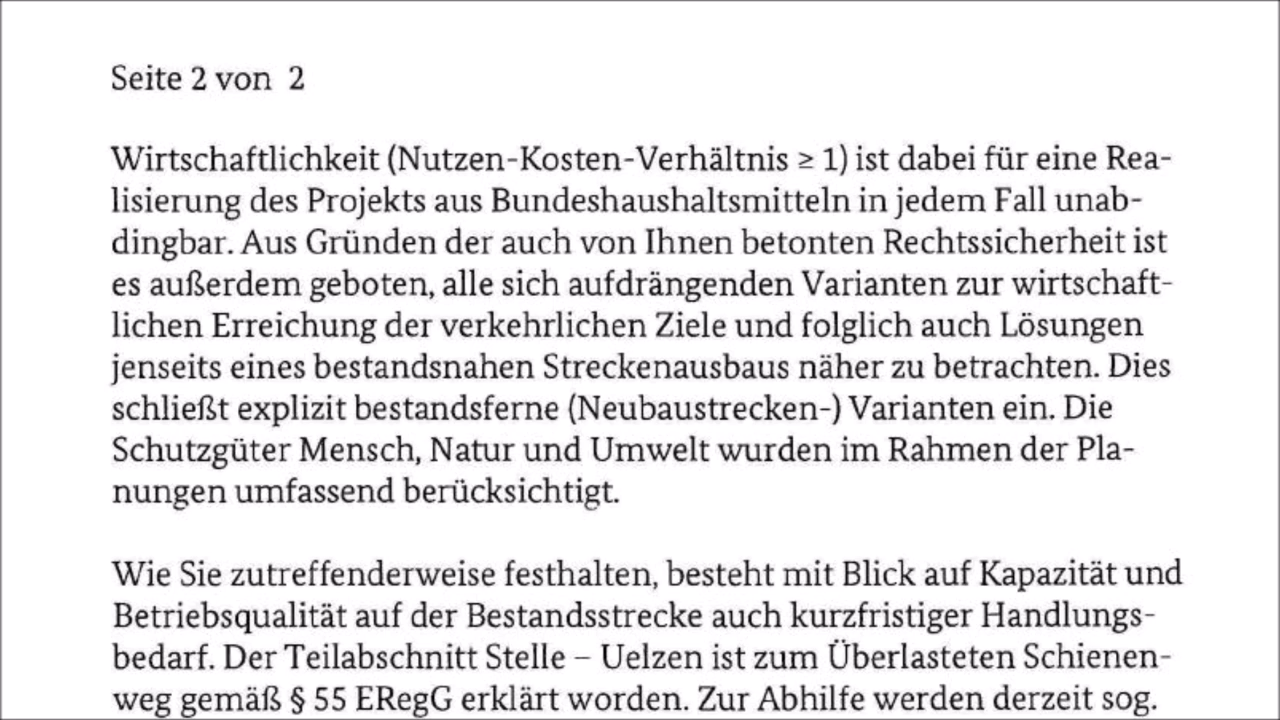 Seite 2 von 2
Wirtschaftlichkeit (Nutzen-Kosten-Verhältnis ≥ 1) ist dabei für eine Rea-
lisierung des Projekts aus Bundeshaushaltsmitteln in jedem Fall unab-
dingbar. Aus Gründen der auch von Ihnen betonten Rechtssicherheit ist
es außerdem geboten, alle sich aufdrängenden Varianten zur wirtschaft-
lichen Erreichung der verkehrlichen Ziele und folglich auch Lösungen
jenseits eines bestandsnahen Streckenausbaus näher zu betrachten. Dies
schließt explizit bestandsferne (Neubaustrecken-) Varianten ein. Die
Schutzgüter Mensch, Natur und Umwelt wurden im Rahmen der Pla-
nungen umfassend berücksichtigt.
Wie Sie zutreffenderweise festhalten, besteht mit Blick auf Kapazität und
Betriebsqualität auf der Bestandsstrecke auch kurzfristiger Handlungs-
bedarf. Der Teilabschnitt Stelle – Uelzen ist zum Überlasteten Schienen-
weg gemäß § 55 ERegG erklärt worden. Zur Abhilfe werden derzeit sog.